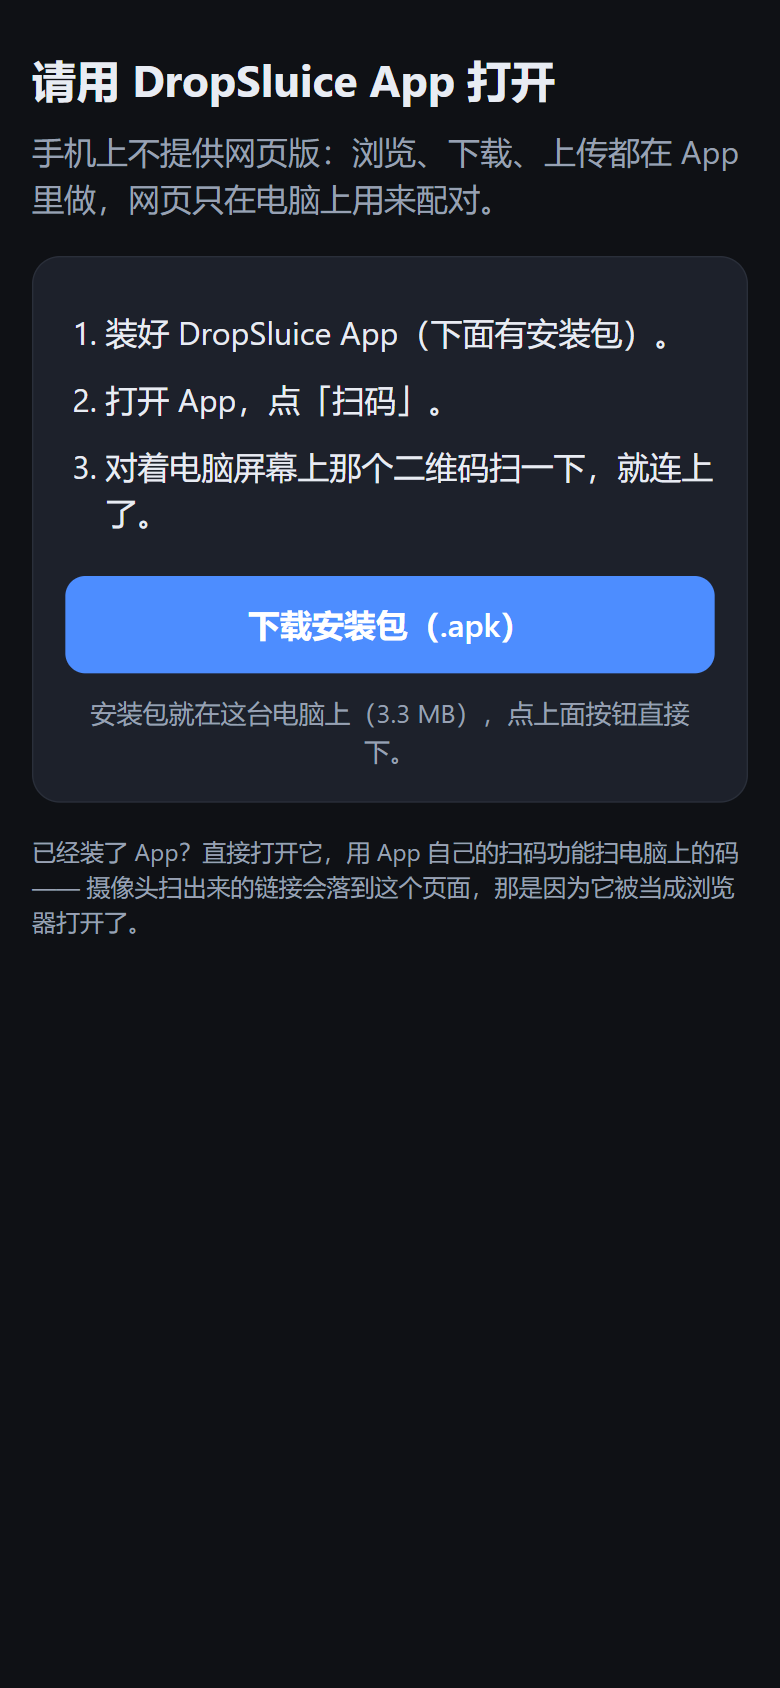 请用 DropSluice App 打开
手机上不提供网页版：浏览、下载、上传都在 App
里做，网页只在电脑上用来配对。
1. 装好 DropSluice App（下面有安装包）。
2. 打开 App，点「扫码」。
3. 对着电脑屏幕上那个二维码扫一下，就连上
了。
下载安装包（.apk）
安装包就在这台电脑上（3.3 MB），点上面按钮直接
下。
已经装了 App？直接打开它，用 App 自己的扫码功能扫电脑上的码
—— 摄像头扫出来的链接会落到这个页面，那是因为它被当成浏览
器打开了。